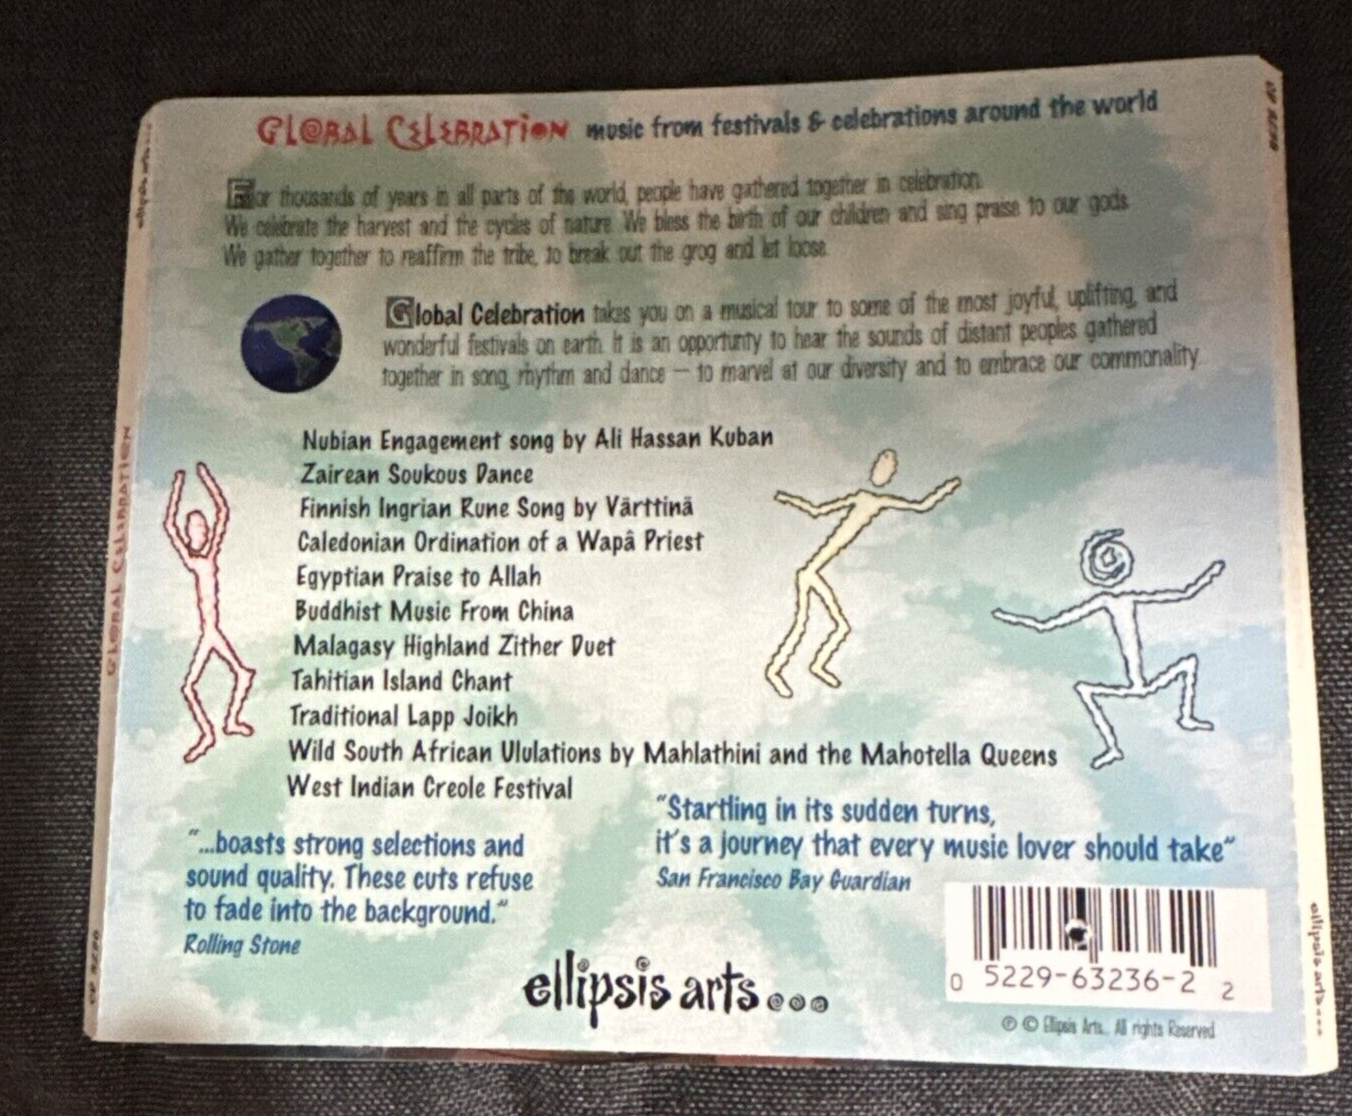 GLOBAL CELEBRATION music from festivals & celebrations around the world
For thousands of years in all parts of the world, people have gathered together in celebration.
We celebrate the harvest and the cycles of nature. We bless the birth of our children and sing praise to our gods.
We gather together to reaffirm the tribe, to break out the grog and let loose.
Global Celebration takes you on a musical tour to some of the most joyful, uplifting, and
wonderful festivals on earth. It is an opportunty to hear the sounds of distant peoples gathered
together in song, rhythm and dance — to marvel at our diversity and to embrace our commonality.
Nubian Engagement song by Ali Hassan Kuban
Zairean Soukous Dance
Finnish Ingrian Rune Song by Värttinä
Caledonian Ordination of a Wapâ Priest
Egyptian Praise to Allah
Buddhist Music From China
Malagasy Highland Zither Duet
Tahitian Island Chant
Traditional Lapp Joikh
Wild South African Ululations by Mahlathini and the Mahotella Queens
West Indian Creole Festival
"Startling in its sudden turns,
it's a journey that every music lover should take"
San Francisco Bay Guardian
"...boasts strong selections and
sound quality. These cuts refuse
to fade into the background."
Rolling Stone
ellipsis arts...
0 5229-63236-2 2
℗ © Ellipsis Arts... All rights Reserved
GLOBAL CELEBRATION
ellipsis arts....